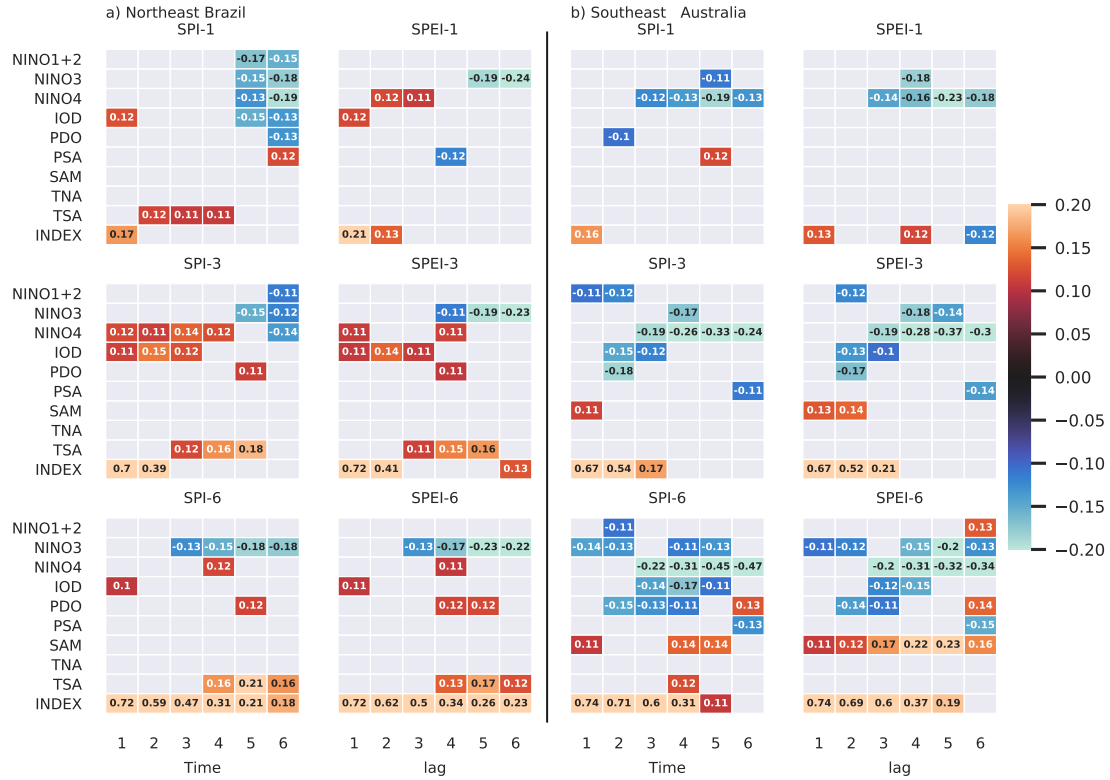 a) Northeast Brazil b) Southeast Australia
SPI-1 SPEI-1 SPI-1 SPEI-1
NINO1+2 -0.17 -0.15
NINO3 -0.15 -0.18 -0.19 -0.24 -0.11 -0.18
NINO4 -0.13 -0.19 0.12 0.11 -0.12 -0.13 -0.19 -0.13 -0.14 -0.16 -0.23 -0.18
IOD 0.12 -0.15 -0.13 0.12
PDO -0.13 -0.1
PSA 0.12 -0.12 0.12
SAM
TNA
TSA 0.12 0.11 0.11
INDEX 0.17 0.21 0.13 0.16 0.13 0.12 -0.12
SPI-3 SPEI-3 SPI-3 SPEI-3
NINO1+2 -0.11 -0.11 -0.12 -0.12
NINO3 -0.15 -0.12 -0.11 -0.19 -0.23 -0.17 -0.18 -0.14
NINO4 0.12 0.11 0.14 0.12 -0.14 0.11 0.11 -0.19 -0.26 -0.33 -0.24 -0.19 -0.28 -0.37 -0.3
IOD 0.11 0.15 0.12 0.11 0.14 0.11 -0.15 -0.12 -0.13 -0.1
PDO 0.11 0.11 -0.18 -0.17
PSA -0.11 -0.14
SAM 0.11 0.13 0.14
TNA
TSA 0.12 0.16 0.18 0.11 0.15 0.16
INDEX 0.7 0.39 0.72 0.41 0.13 0.67 0.54 0.17 0.67 0.52 0.21
SPI-6 SPEI-6 SPI-6 SPEI-6
NINO1+2 -0.11 0.13
NINO3 -0.13 -0.15 -0.18 -0.18 -0.13 -0.17 -0.23 -0.22 -0.14 -0.13 -0.11 -0.13 -0.11 -0.12 -0.15 -0.2 -0.13
NINO4 0.12 0.11 -0.22 -0.31 -0.45 -0.47 -0.2 -0.31 -0.32 -0.34
IOD 0.1 0.11 -0.14 -0.17 -0.11 -0.12 -0.15
PDO 0.12 0.12 0.12 -0.15 -0.13 -0.11 0.13 -0.14 -0.11 0.14
PSA -0.13 -0.15
SAM 0.11 0.14 0.14 0.11 0.12 0.17 0.22 0.23 0.16
TNA
TSA 0.16 0.21 0.16 0.13 0.17 0.12 0.12
INDEX 0.72 0.59 0.47 0.31 0.21 0.18 0.72 0.62 0.5 0.34 0.26 0.23 0.74 0.71 0.6 0.31 0.11 0.74 0.69 0.6 0.37 0.19
1 2 3 4 5 6 1 2 3 4 5 6 1 2 3 4 5 6 1 2 3 4 5 6
Time lag Time lag
0.20
0.15
0.10
0.05
0.00
−0.05
−0.10
−0.15
−0.20